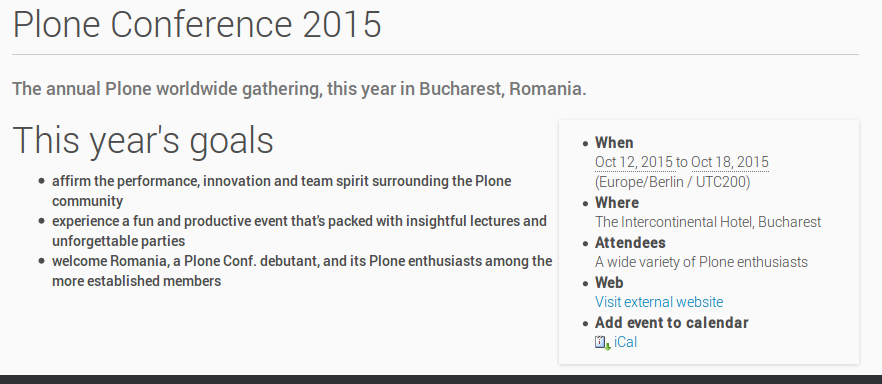 Plone Conference 2015
The annual Plone worldwide gathering, this year in Bucharest, Romania.
This year's goals
affirm the performance, innovation and team spirit surrounding the Plone
community
experience a fun and productive event that's packed with insightful lectures and
unforgettable parties
welcome Romania, a Plone Conf. debutant, and its Plone enthusiasts among the
more established members
When
Oct 12, 2015 to Oct 18, 2015
(Europe/Berlin / UTC200)
Where
The Intercontinental Hotel, Bucharest
Attendees
A wide variety of Plone enthusiasts
Web
Visit external website
Add event to calendar
iCal